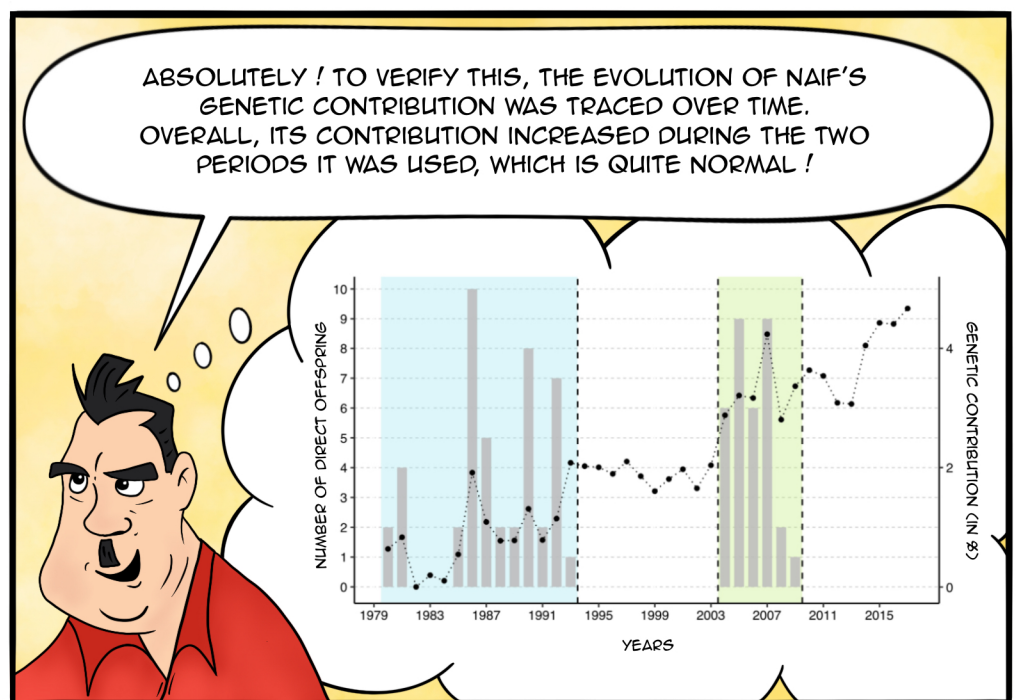 ABSOLUTELY ! TO VERIFY THIS, THE EVOLUTION OF NAIF'S
GENETIC CONTRIBUTION WAS TRACED OVER TIME.
OVERALL, ITS CONTRIBUTION INCREASED DURING THE TWO
PERIODS IT WAS USED, WHICH IS QUITE NORMAL !
NUMBER OF DIRECT OFFSPRING
10
9
8
7
6
5
4
3
2
1
0
4
2
0
GENETIC CONTRIBUTION (IN %)
1979 1983 1987 1991 1995 1999 2003 2007 2011 2015
YEARS